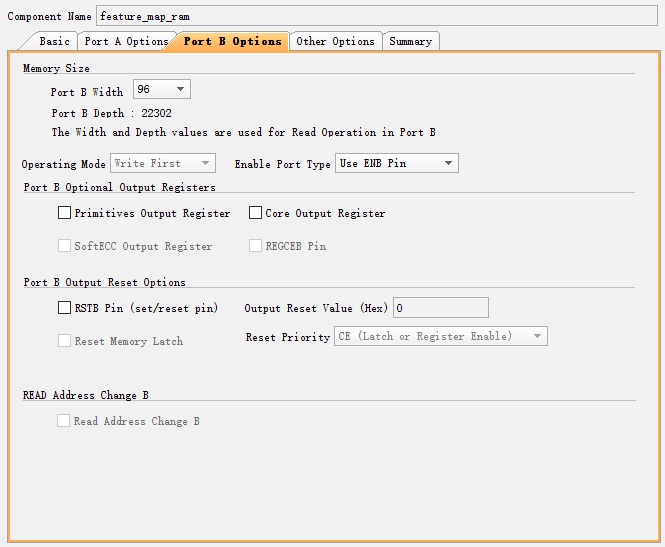 Component Name feature_map_ram
Basic Port A Options Port B Options Other Options Summary
Memory Size
Port B Width 96
Port B Depth : 22302
The Width and Depth values are used for Read Operation in Port B
Operating Mode Write First Enable Port Type Use ENB Pin
Port B Optional Output Registers
Primitives Output Register Core Output Register
SoftECC Output Register REGCEB Pin
Port B Output Reset Options
RSTB Pin (set/reset pin) Output Reset Value (Hex) 0
Reset Memory Latch Reset Priority CE (Latch or Register Enable)
READ Address Change B
Read Address Change B